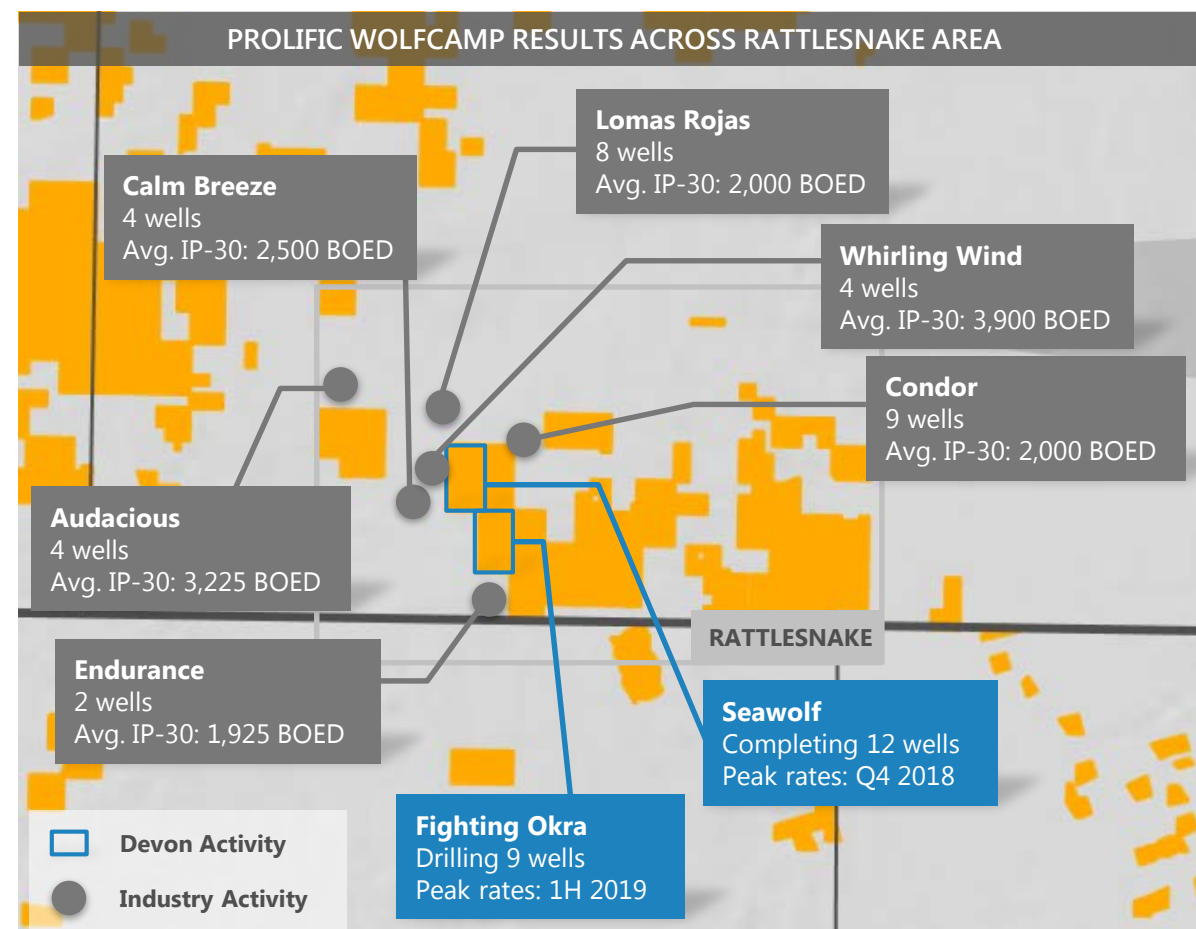 PROLIFIC WOLFCAMP RESULTS ACROSS RATTLESNAKE AREA
Lomas Rojas
8 wells
Avg. IP-30: 2,000 BOED
Calm Breeze
4 wells
Avg. IP-30: 2,500 BOED
Whirling Wind
4 wells
Avg. IP-30: 3,900 BOED
Condor
9 wells
Avg. IP-30: 2,000 BOED
Audacious
4 wells
Avg. IP-30: 3,225 BOED
RATTLESNAKE
Endurance
2 wells
Avg. IP-30: 1,925 BOED
Seawolf
Completing 12 wells
Peak rates: Q4 2018
Fighting Okra
Drilling 9 wells
Peak rates: 1H 2019
Devon Activity
Industry Activity